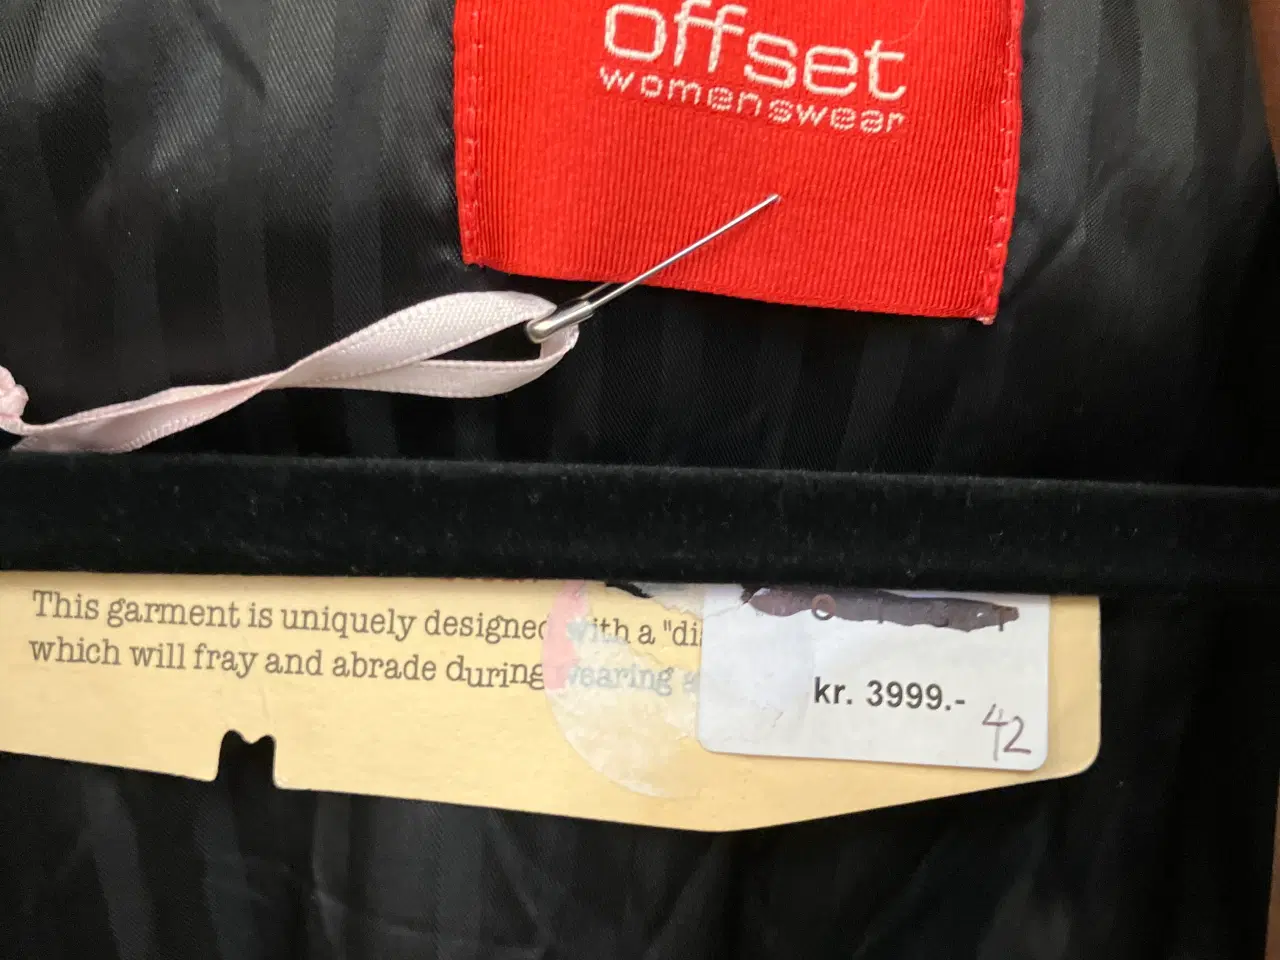 offset
womenswear
This garment is uniquely designed with a "di
which will fray and abrade during wearing a
kr. 3999.-
42